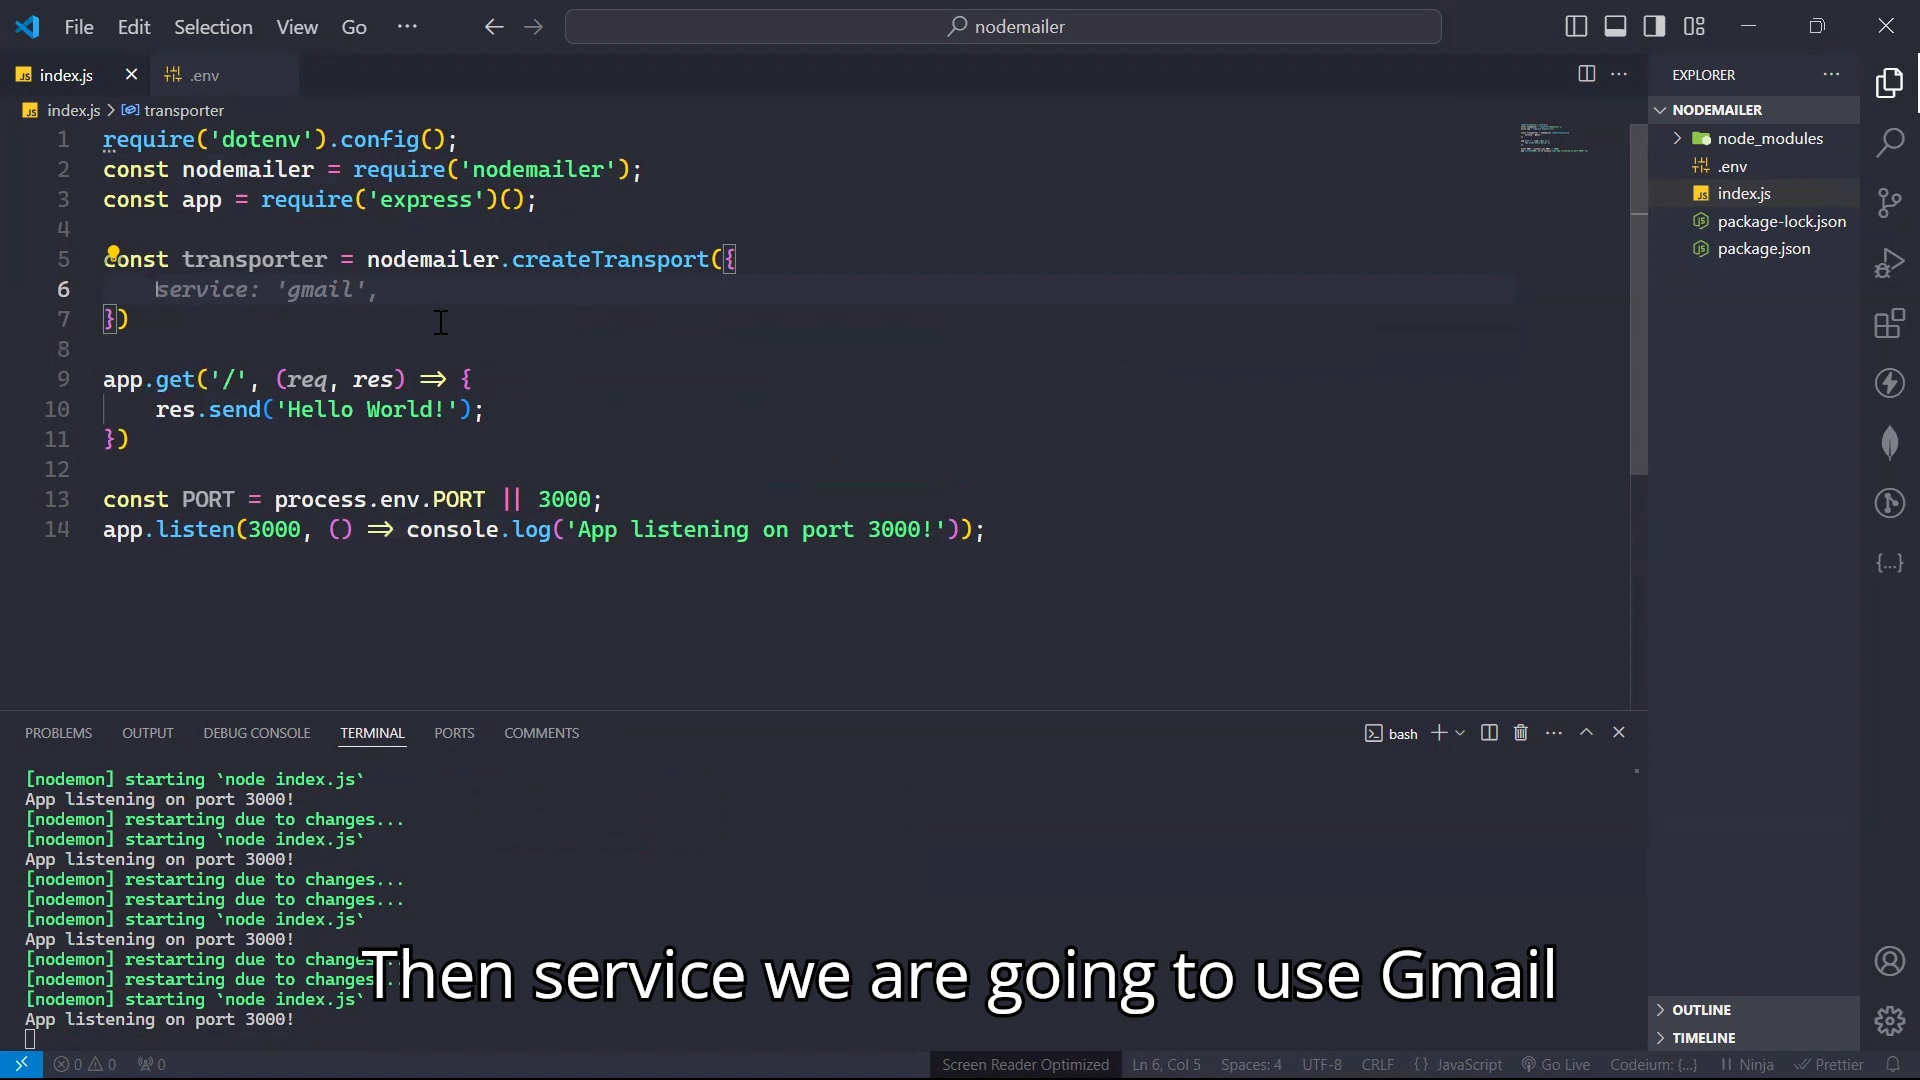 File Edit Selection View Go ··· nodemailer
index.js .env
index.js > transporter
1 require('dotenv').config();
2 const nodemailer = require('nodemailer');
3 const app = require('express')();
4
5 const transporter = nodemailer.createTransport({
6 service: 'gmail',
7 })
8
9 app.get('/', (req, res) => {
10 res.send('Hello World!');
11 })
12
13 const PORT = process.env.PORT || 3000;
14 app.listen(3000, () => console.log('App listening on port 3000!'));
EXPLORER
NODEMAILER
node_modules
.env
index.js
package-lock.json
package.json
OUTLINE
TIMELINE
PROBLEMS OUTPUT DEBUG CONSOLE TERMINAL PORTS COMMENTS bash
[nodemon] starting `node index.js`
App listening on port 3000!
[nodemon] restarting due to changes...
[nodemon] starting `node index.js`
App listening on port 3000!
[nodemon] restarting due to changes...
[nodemon] restarting due to changes...
[nodemon] starting `node index.js`
App listening on port 3000!
[nodemon] restarting due to changes...
[nodemon] restarting due to changes...
[nodemon] starting `node index.js`
App listening on port 3000!
Then service we are going to use Gmail
0 0 0 Screen Reader Optimized Ln 6, Col 5 Spaces: 4 UTF-8 CRLF {} JavaScript Go Live Codeium: {...} Ninja Prettier